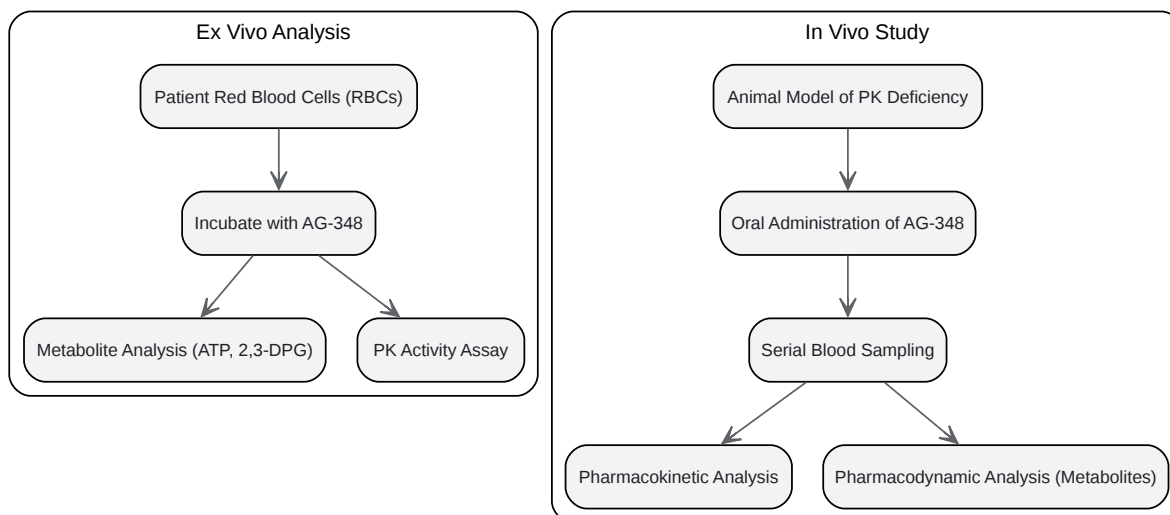 Ex Vivo Analysis
Patient Red Blood Cells (RBCs)
Incubate with AG-348
Metabolite Analysis (ATP, 2,3-DPG)
PK Activity Assay
In Vivo Study
Animal Model of PK Deficiency
Oral Administration of AG-348
Serial Blood Sampling
Pharmacokinetic Analysis
Pharmacodynamic Analysis (Metabolites)